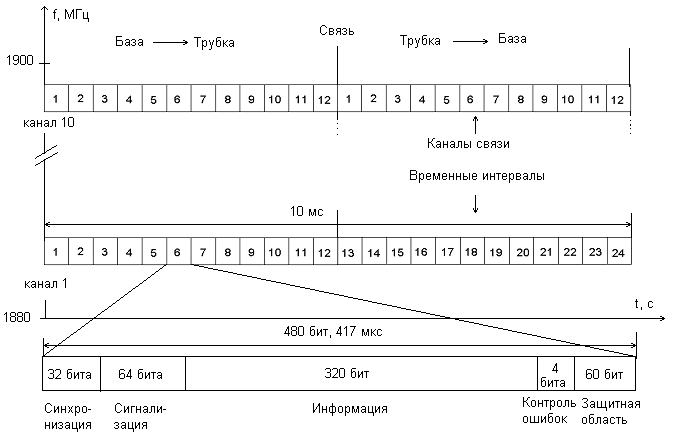 f, МГц
Связь
База Трубка Трубка База
1900
1 2 3 4 5 6 7 8 9 10 11 12 1 2 3 4 5 6 7 8 9 10 11 12
канал 10
Каналы связи
Временные интервалы
10 мс
1 2 3 4 5 6 7 8 9 10 11 12 13 14 15 16 17 18 19 20 21 22 23 24
канал 1
t, с
1880
480 бит, 417 мкс
32 бита 64 бита 320 бит 4 бита 60 бит
Синхро-
низация
Сигнали-
зация
Информация
Контроль
ошибок
Защитная
область